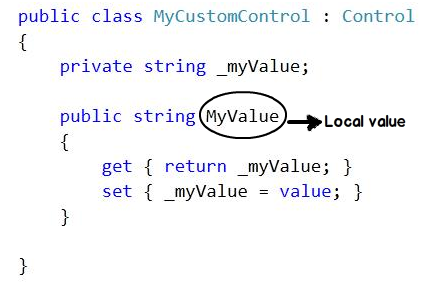 public class MyCustomControl : Control
{
private string _myValue;
public string MyValue Local value
{
get { return _myValue; }
set { _myValue = value; }
}
}